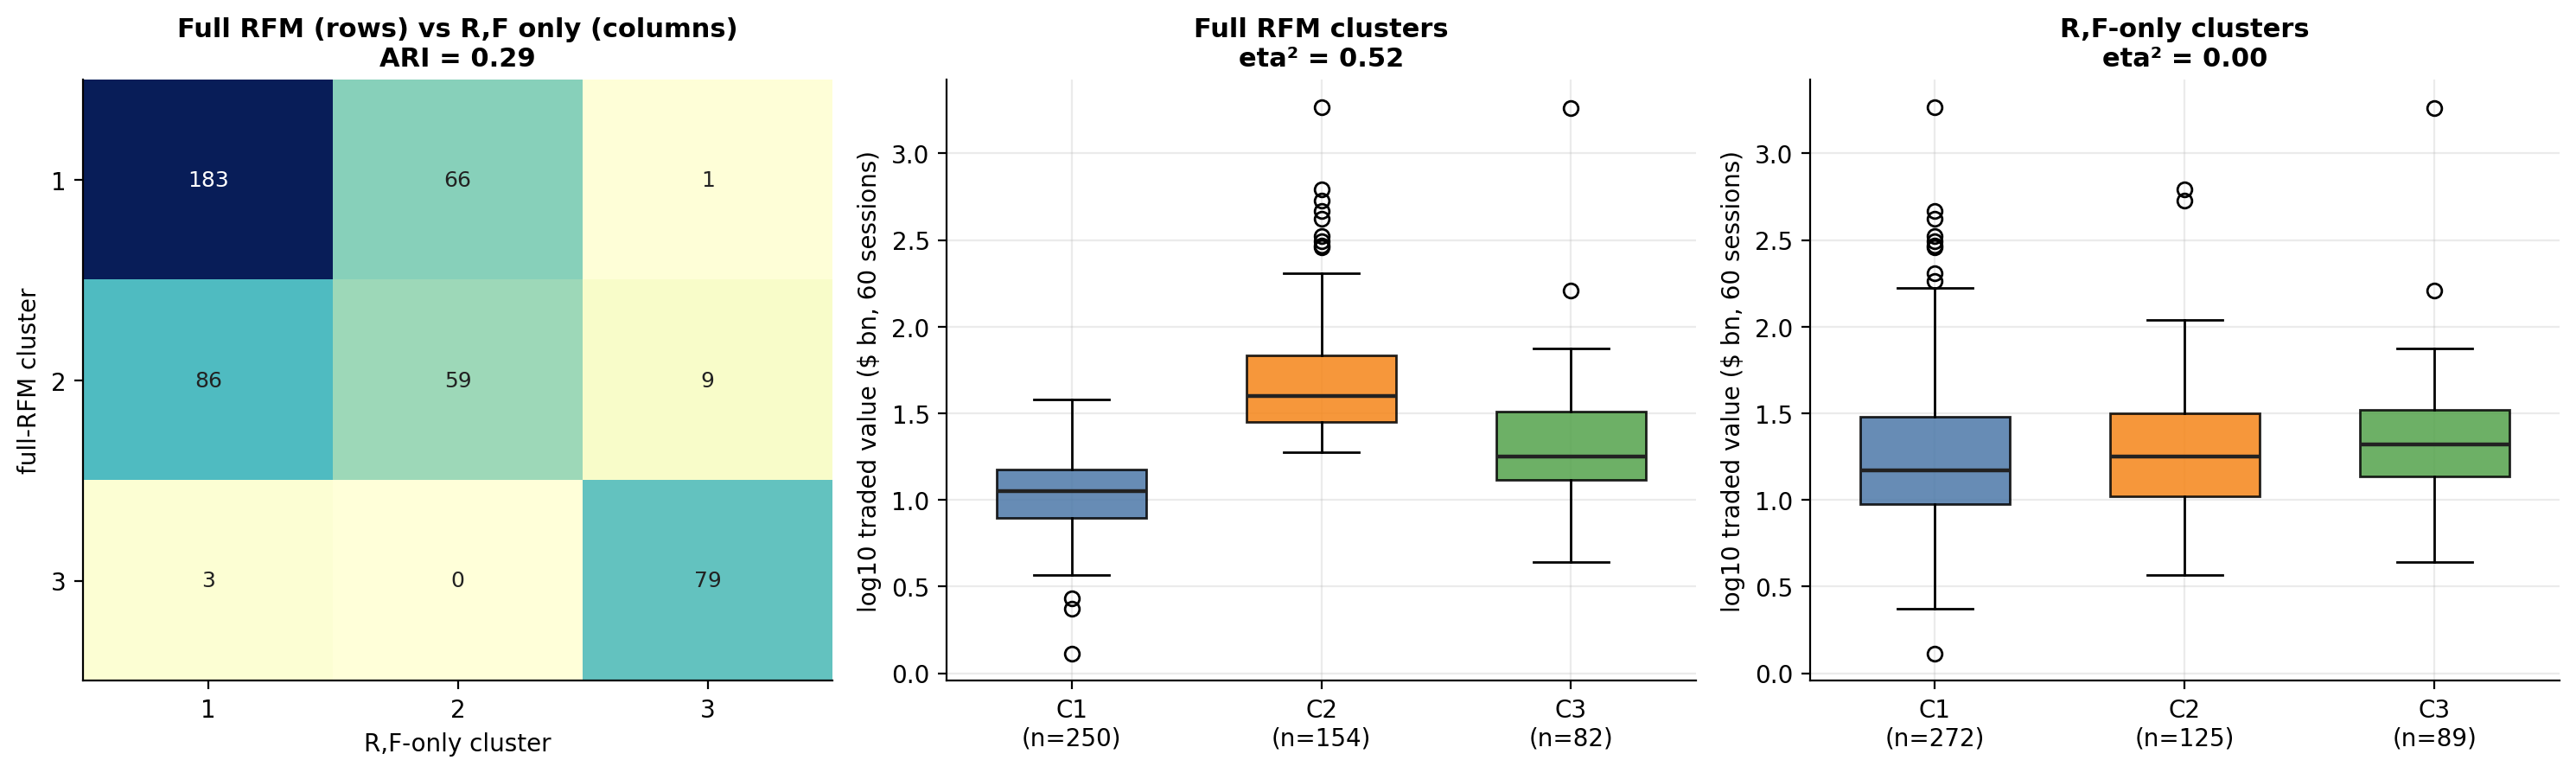 Full RFM (rows) vs R,F only (columns)
ARI = 0.29
full-RFM cluster
1
2
3
183
66
1
86
59
9
3
0
79
1
2
3
R,F-only cluster
Full RFM clusters
eta² = 0.52
log10 traded value ($ bn, 60 sessions)
3.0
2.5
2.0
1.5
1.0
0.5
0.0
C1
(n=250)
C2
(n=154)
C3
(n=82)
R,F-only clusters
eta² = 0.00
log10 traded value ($ bn, 60 sessions)
3.0
2.5
2.0
1.5
1.0
0.5
0.0
C1
(n=272)
C2
(n=125)
C3
(n=89)